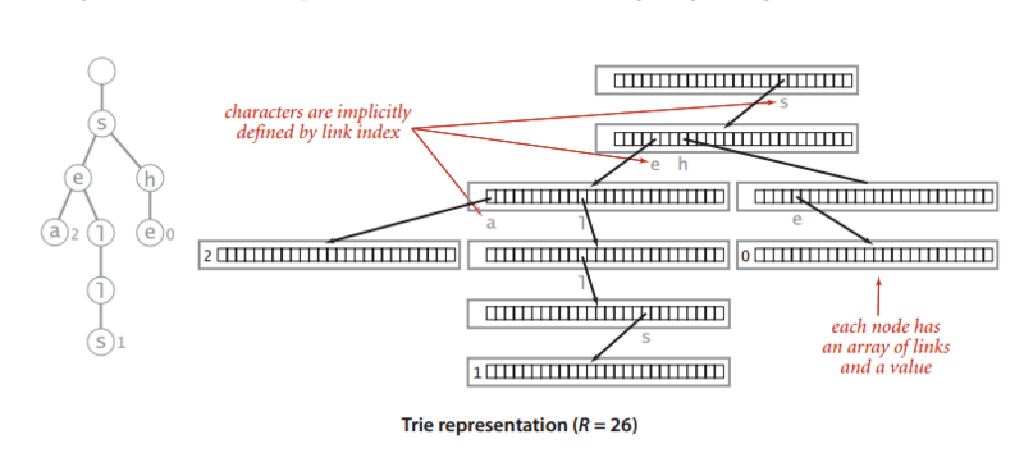 characters are implicitly
defined by link index
s
s
e h
e h
a l e
a 2 l e 0
2 0
l
l
s
each node has
an array of links
and a value
s 1
1
Trie representation (R = 26)